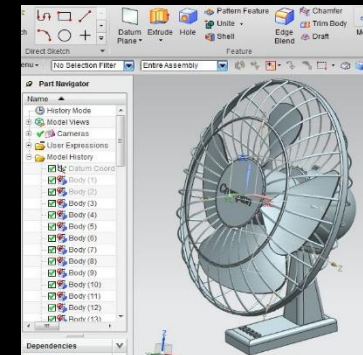 Pattern Feature
Unite
Shell
Chamfer
Trim Body
Draft
Datum
Plane
Extrude
Hole
Edge
Blend
Direct Sketch
Feature
No Selection Filter
Entire Assembly
Part Navigator
Name
History Mode
Model Views
Cameras
User Expressions
Model History
Datum Coord
Body (1)
Body (2)
Body (3)
Body (4)
Body (5)
Body (6)
Body (7)
Body (8)
Body (9)
Body (10)
Body (11)
Body (12)
Body (13)
Dependencies